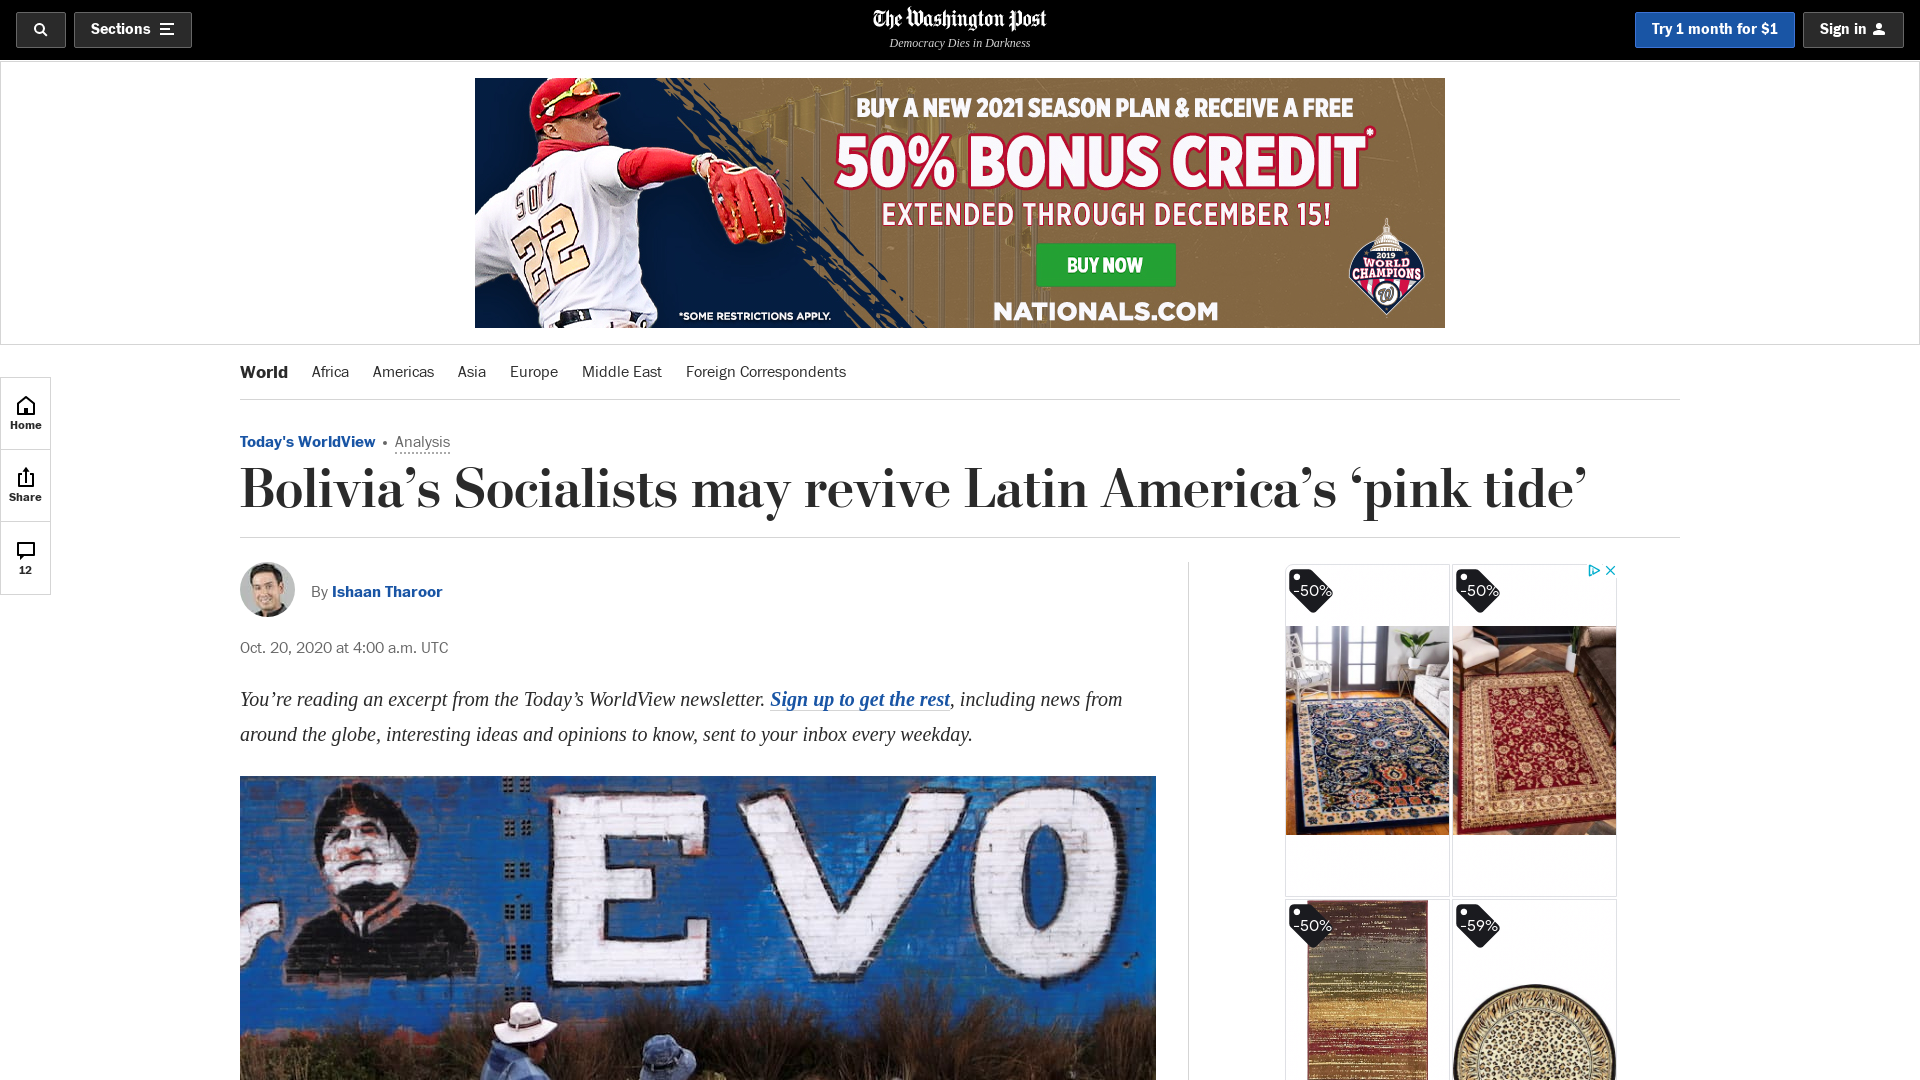 Sections
The Washington Post
Democracy Dies in Darkness
Try 1 month for $1
Sign in
BUY A NEW 2021 SEASON PLAN & RECEIVE A FREE
50% BONUS CREDIT*
EXTENDED THROUGH DECEMBER 15!
BUY NOW
NATIONALS.COM
*SOME RESTRICTIONS APPLY.
SOTO
22
2019
WORLD
CHAMPIONS
W
World
Africa
Americas
Asia
Europe
Middle East
Foreign Correspondents
Home
Share
12
Today's WorldView • Analysis
Bolivia’s Socialists may revive Latin America’s ‘pink tide’
By Ishaan Tharoor
Oct. 20, 2020 at 4:00 a.m. UTC
You’re reading an excerpt from the Today’s WorldView newsletter. Sign up to get the rest, including news from
around the globe, interesting ideas and opinions to know, sent to your inbox every weekday.
EVO
-50%
-50%
-50%
-59%